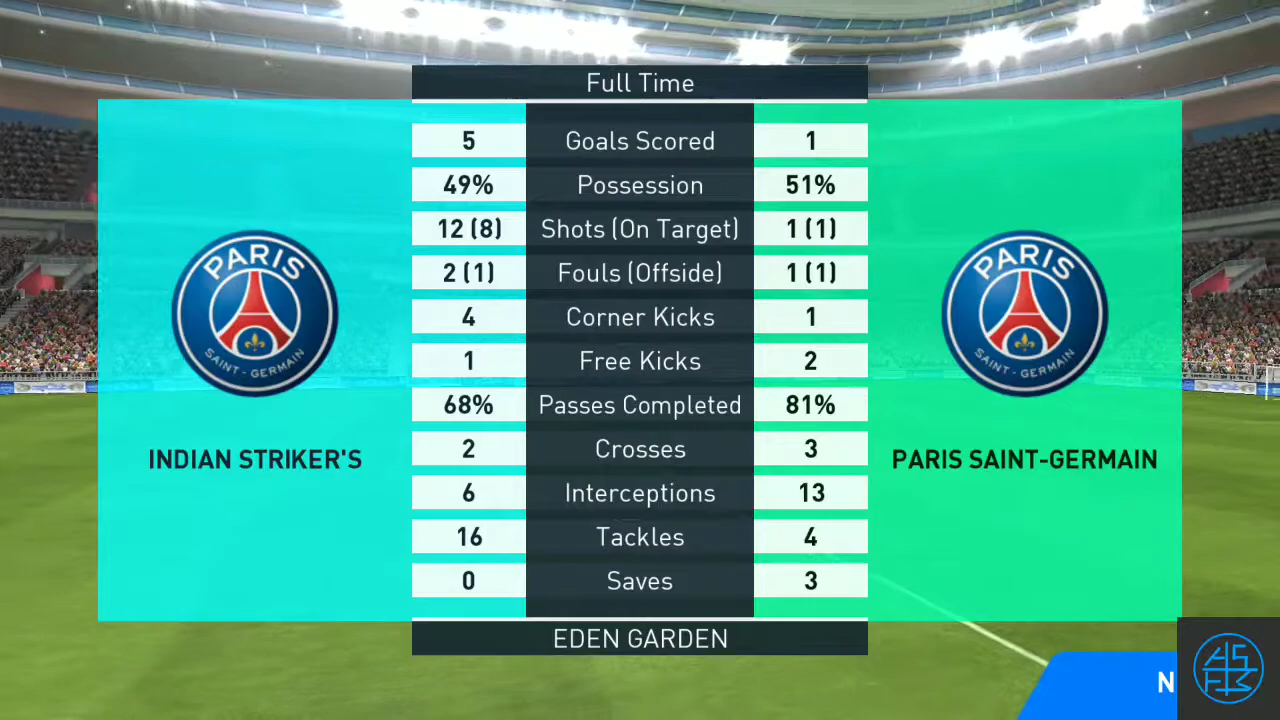 Full Time
5 Goals Scored 1
49% Possession 51%
12 (8) Shots (On Target) 1 (1)
2 (1) Fouls (Offside) 1 (1)
4 Corner Kicks 1
1 Free Kicks 2
68% Passes Completed 81%
2 Crosses 3
6 Interceptions 13
16 Tackles 4
0 Saves 3
PARIS
SAINT-GERMAIN
INDIAN STRIKER'S
PARIS
SAINT-GERMAIN
PARIS SAINT-GERMAIN
EDEN GARDEN
N